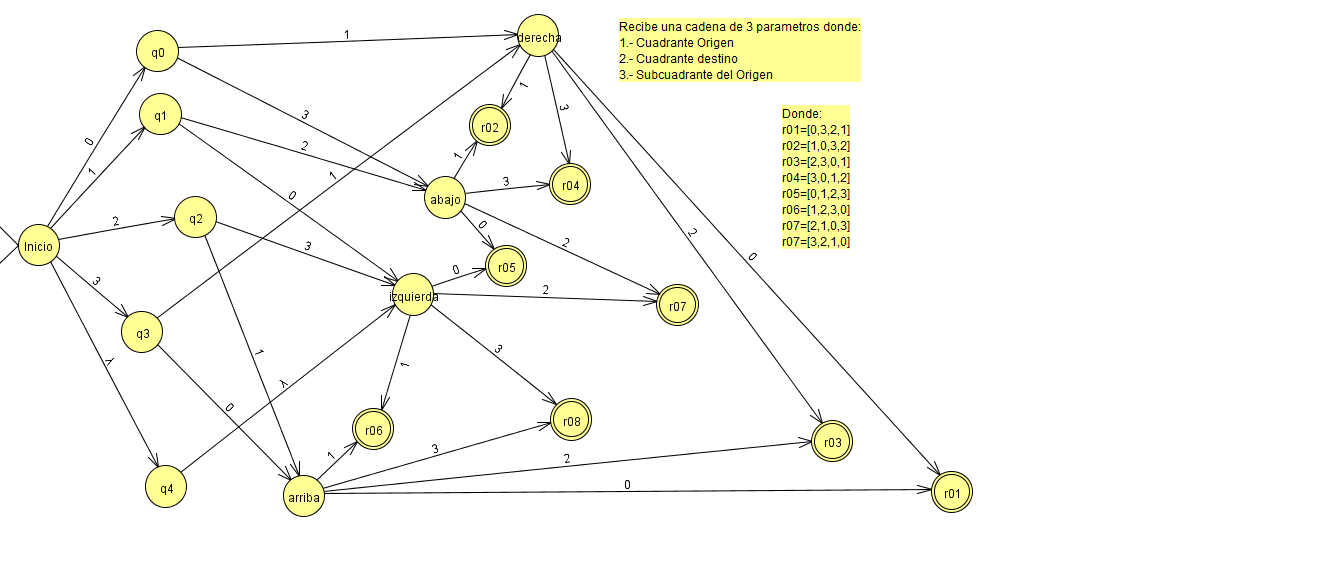 Recibe una cadena de 3 parametros donde:
1.- Cuadrante Origen
2.- Cuadrante destino
3.- Subcuadrante del Origen
Donde:
r01=[0,3,2,1]
r02=[1,0,3,2]
r03=[2,3,0,1]
r04=[3,0,1,2]
r05=[0,1,2,3]
r06=[1,2,3,0]
r07=[2,1,0,3]
r07=[3,2,1,0]
q0
1
derecha
0
3
1
3
q1
2
r02
1
1
1
0
3
r04
abajo
2
q2
0
2
2
Inicio
3
r05
0
0
3
izquierda
2
r07
q3
λ
1
3
1
λ
0
r06
r08
1
3
2
r03
q4
arriba
0
r01